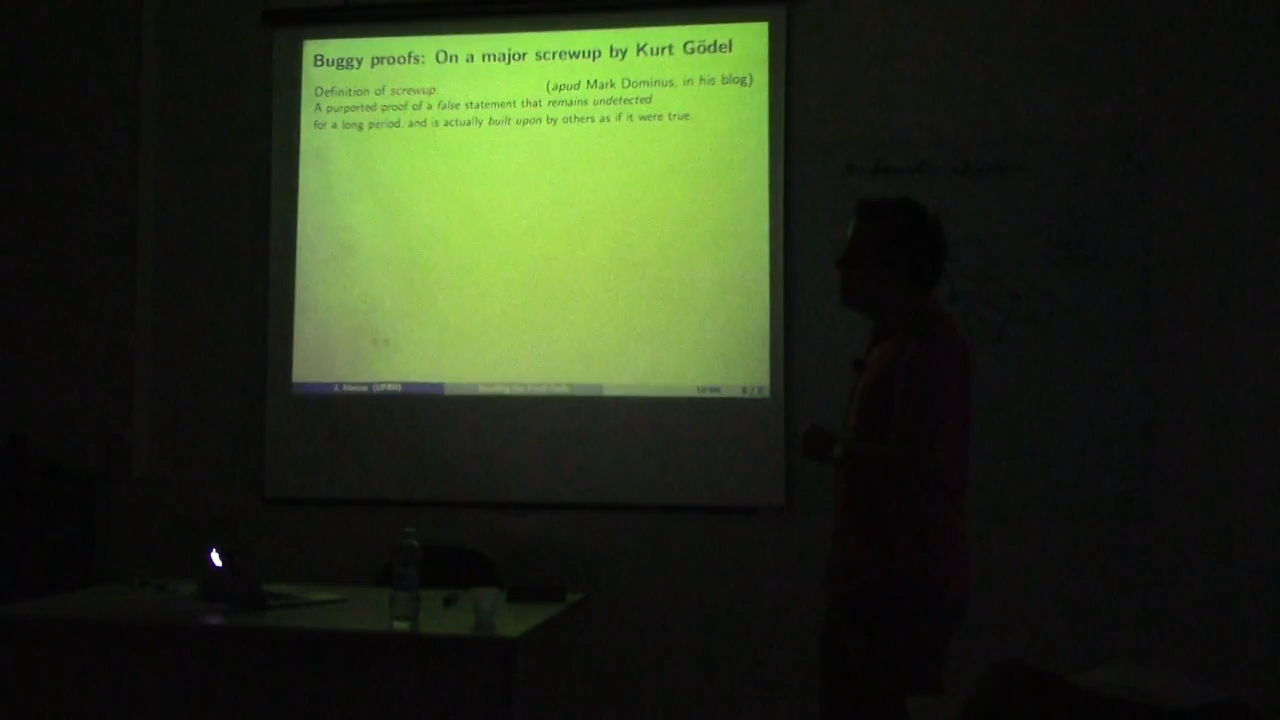 Buggy proofs: On a major screwup by Kurt Gödel
Definition of screwup (apud Mark Dominus, in his blog)
A purported proof of a false statement that remains undetected
for a long period, and is actually built upon by others as if it were true.
J. (UFRN)